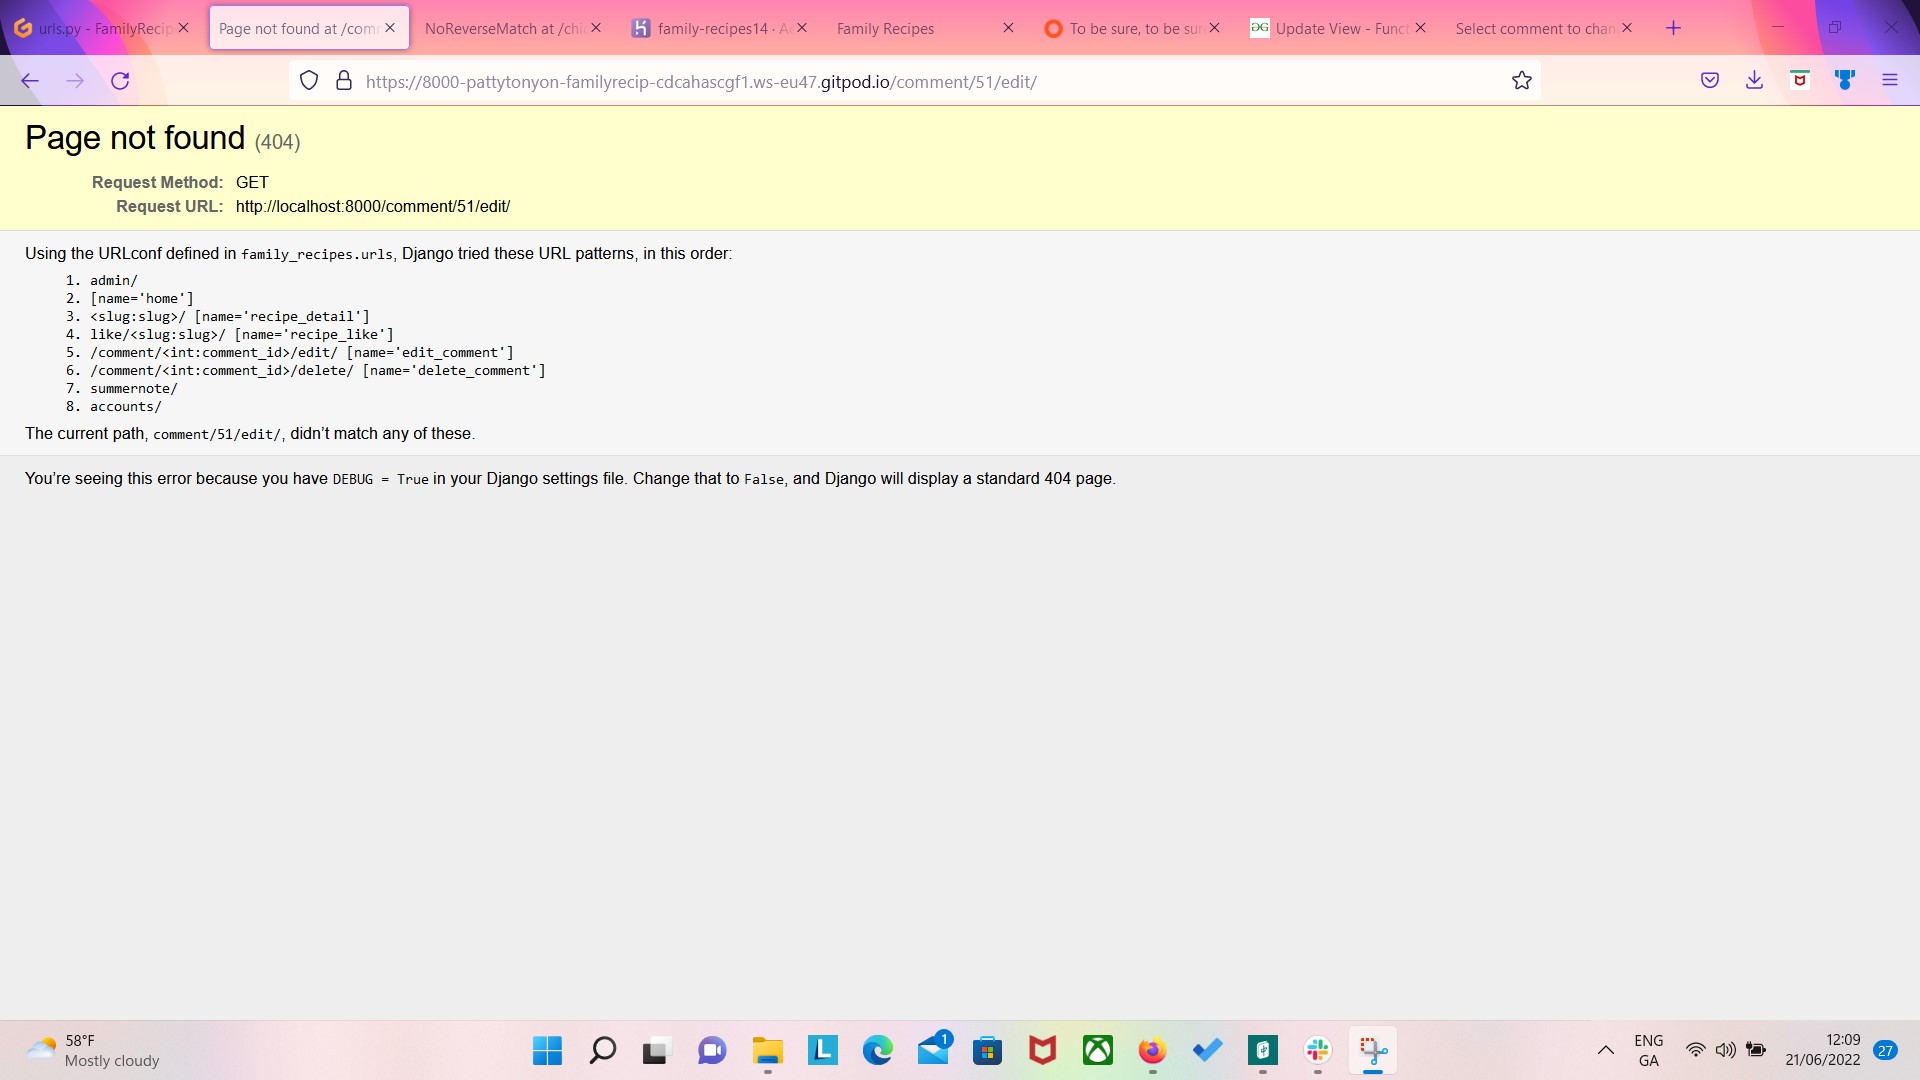 urls.py - FamilyRecip
Page not found at /com
NoReverseMatch at /chi
family-recipes14 · A
Family Recipes
To be sure, to be su
Update View - Funct
Select comment to chan
https://8000-pattytonyon-familyrecip-cdcahascgf1.ws-eu47.gitpod.io/comment/51/edit/
Page not found (404)
Request Method: GET
Request URL: http://localhost:8000/comment/51/edit/
Using the URLconf defined in family_recipes.urls, Django tried these URL patterns, in this order:
1. admin/
2. [name='home']
3. <slug:slug>/ [name='recipe_detail']
4. like/<slug:slug>/ [name='recipe_like']
5. /comment/<int:comment_id>/edit/ [name='edit_comment']
6. /comment/<int:comment_id>/delete/ [name='delete_comment']
7. summernote/
8. accounts/
The current path, comment/51/edit/, didn’t match any of these.
You’re seeing this error because you have DEBUG = True in your Django settings file. Change that to False, and Django will display a standard 404 page.
58°F
Mostly cloudy
1
ENG
GA
12:09
21/06/2022
27